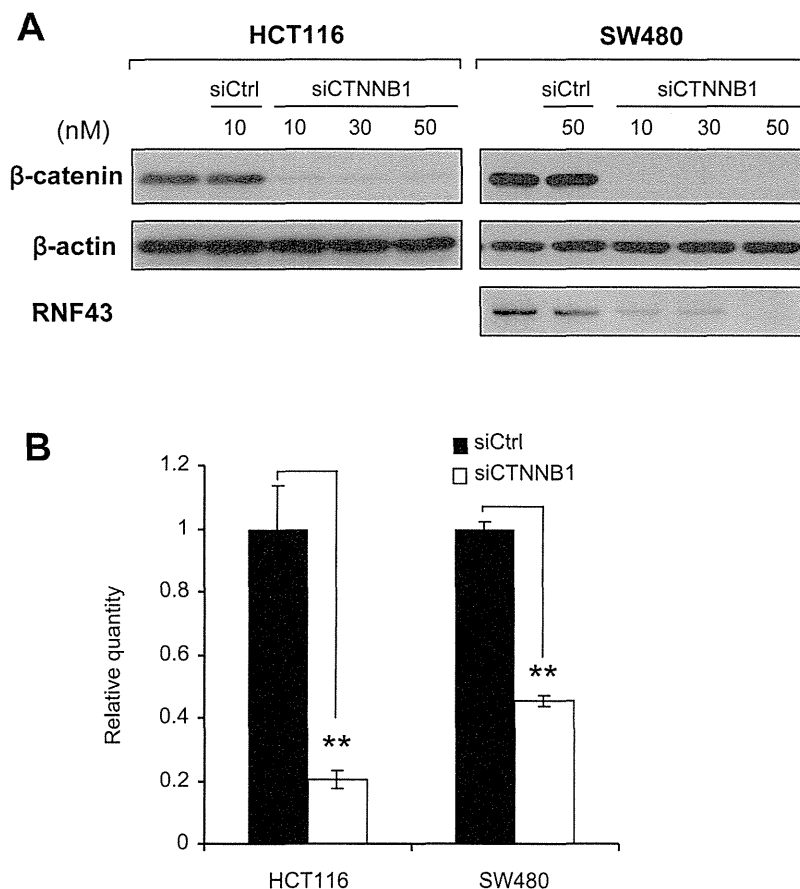 A
HCT116 SW480
siCtrl siCTNNB1 siCtrl siCTNNB1
(nM) 10 10 30 50 50 10 30 50
β-catenin
β-actin
RNF43
B
siCtrl
siCTNNB1
1.2
1
0.8
0.6
0.4
0.2
0
Relative quantity
**
**
HCT116 SW480